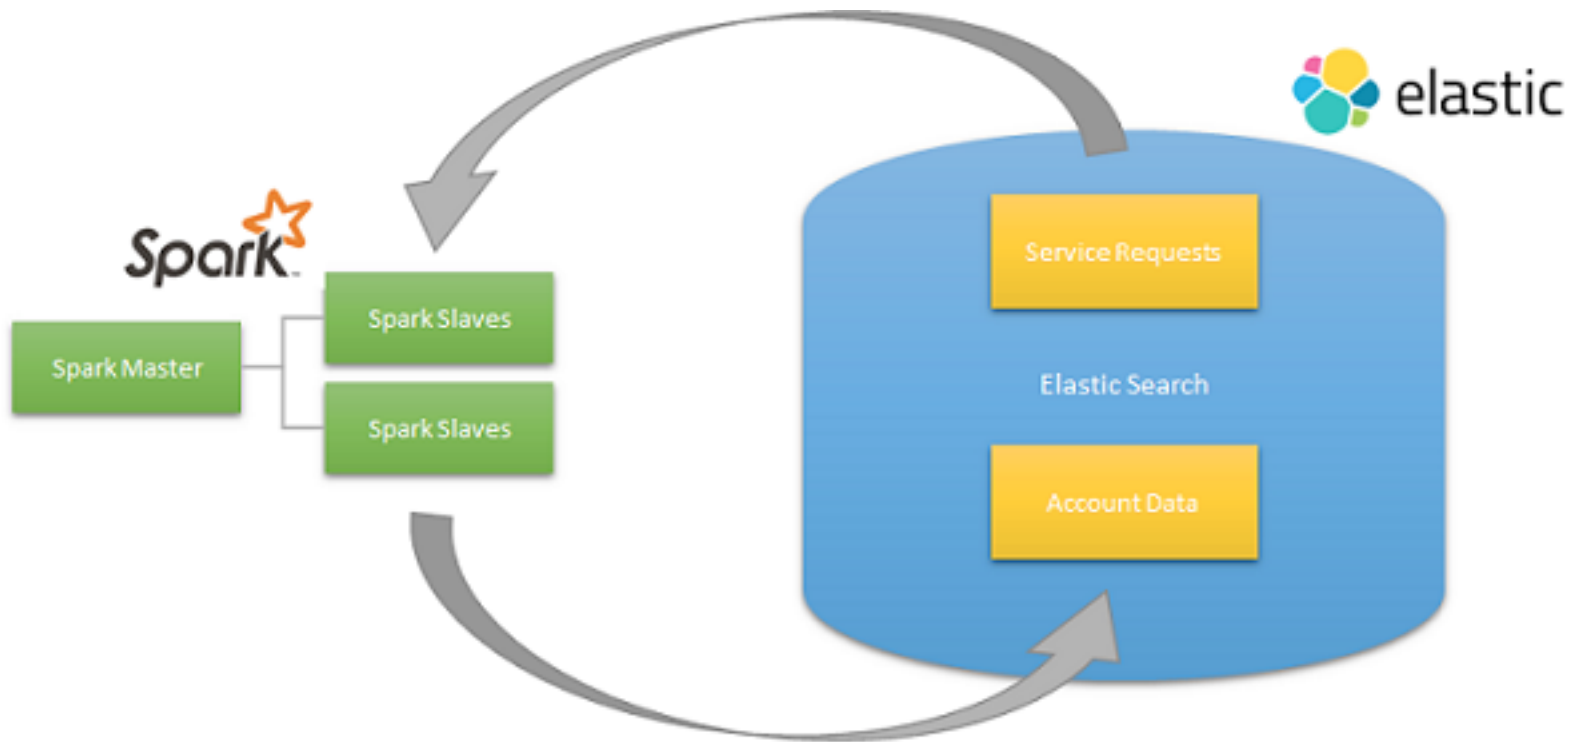 elastic
Spark
Spark Master
Spark Slaves
Spark Slaves
Service Requests
Elastic Search
Account Data